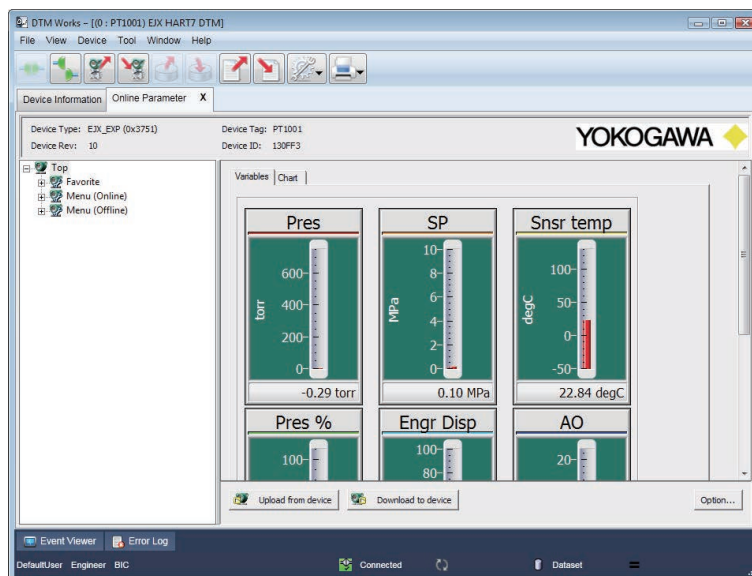 DTM Works – [(0 : PT1001) EJX HART7 DTM]
File View Device Tool Window Help
Device Information Online Parameter X
Device Type: EJX_EXP (0x3751) Device Tag: PT1001
YOKOGAWA
Device Rev: 10 Device ID: 130FF3
Top
Favorite
Menu (Online)
Menu (Offline)
Variables Chart
Pres SP Snsr temp
torr
600
400
200
0
-0.29 torr
MPa
10
8
6
4
2
0
0.10 MPa
degC
100
50
0
-50
22.84 degC
Pres % Engr Disp AO
100
100
80
20
Upload from device Download to device Option...
Event Viewer Error Log
DefaultUser Engineer BIC Connected Dataset